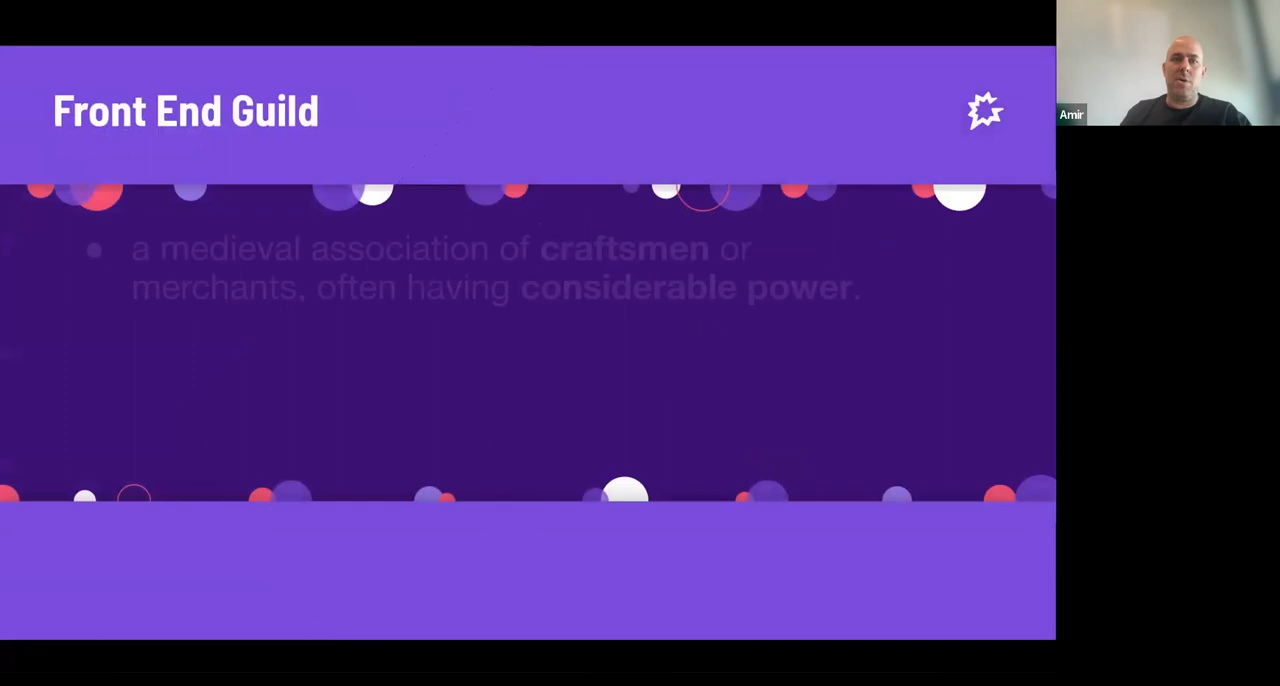 Front End Guild
Amir
a medieval association of craftsmen or
merchants, often having considerable power.